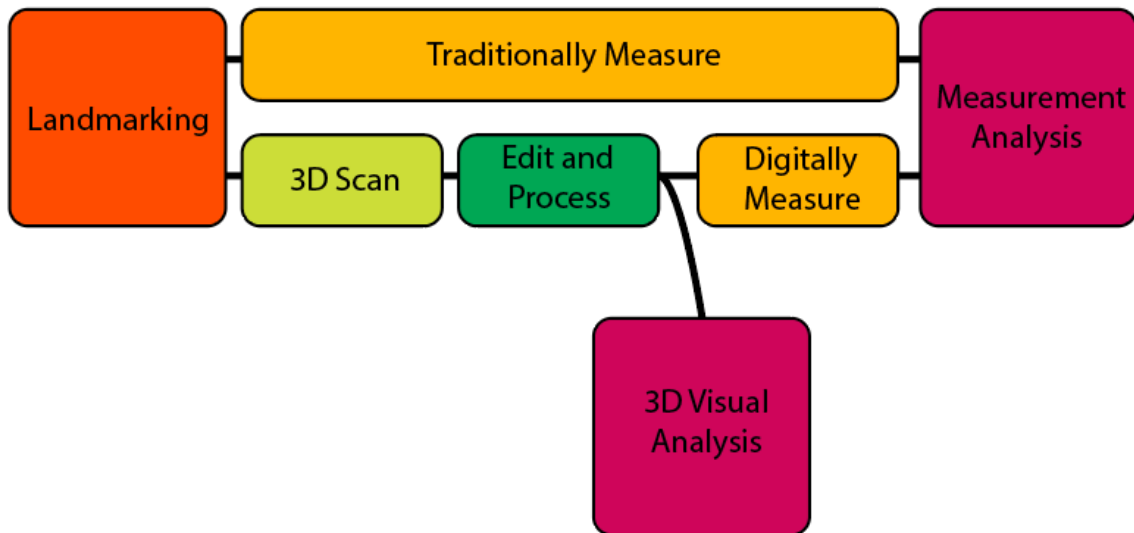 Traditionally Measure
Landmarking
Measurement
Analysis
3D Scan
Edit and
Process
Digitally
Measure
3D Visual
Analysis